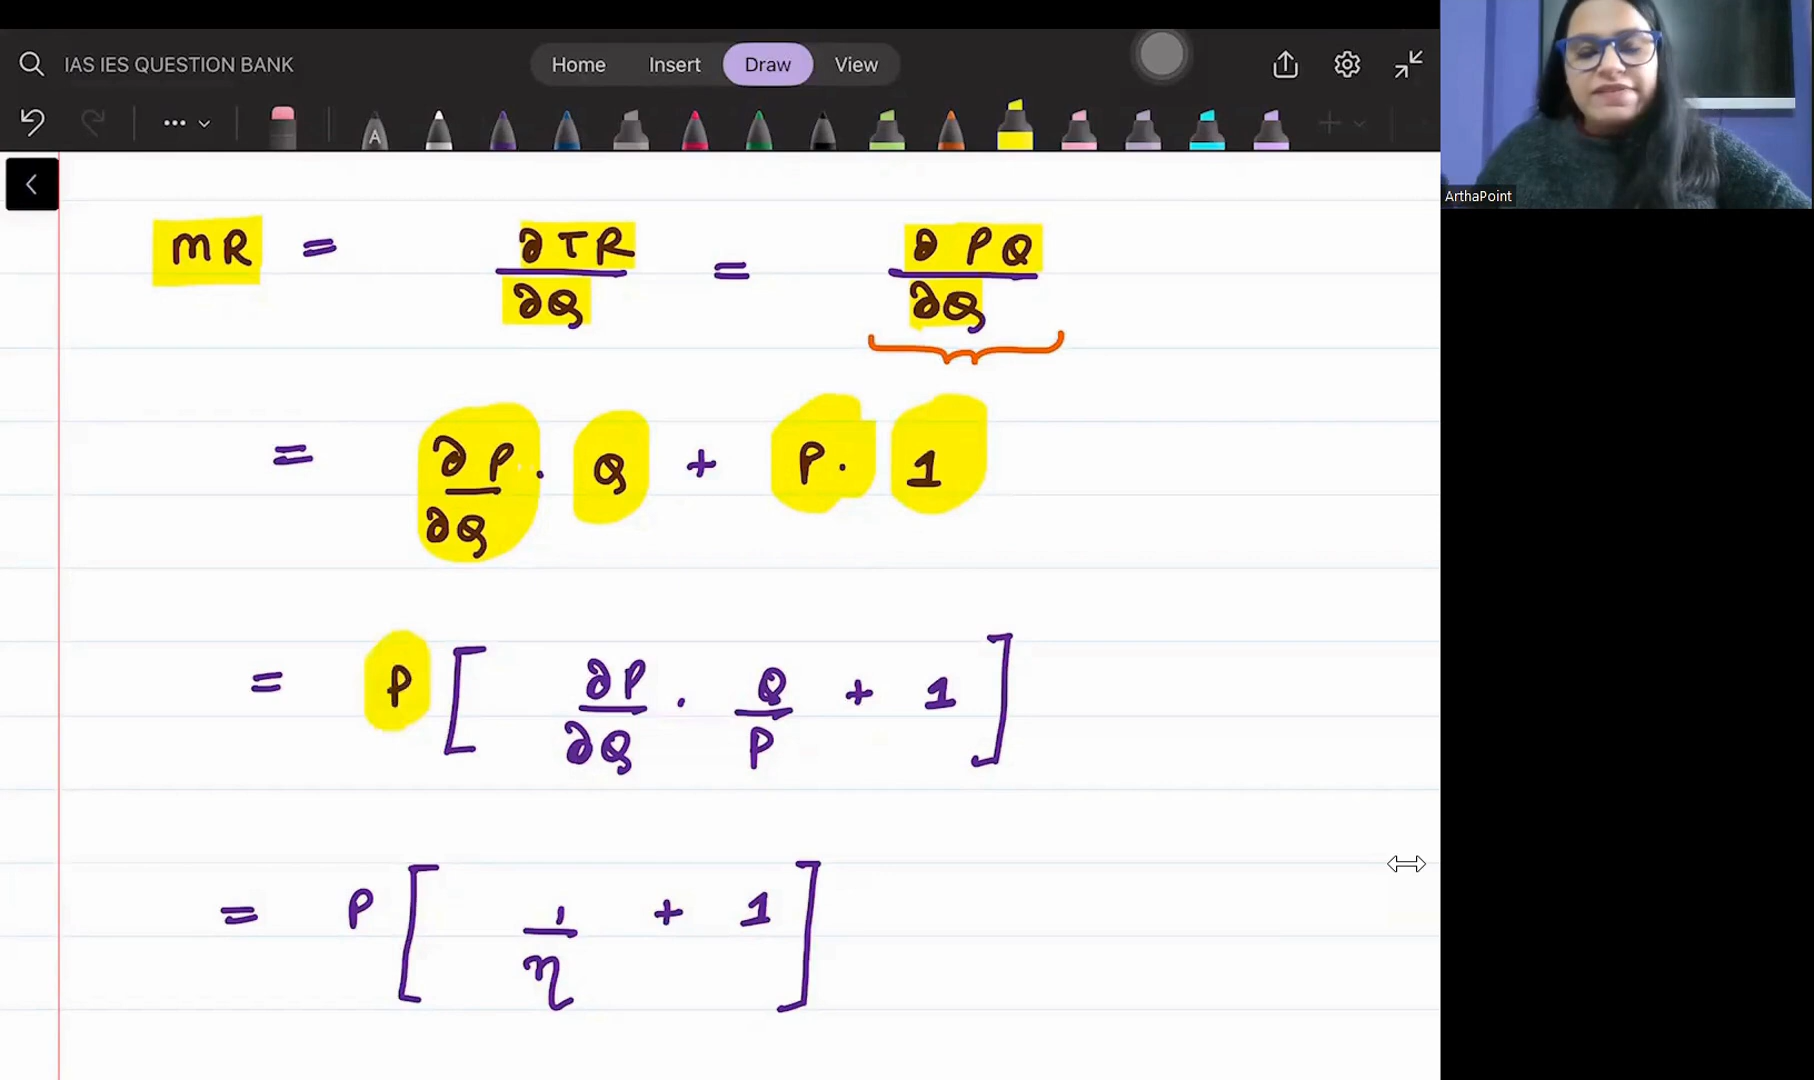 IAS IES QUESTION BANK
Home Insert Draw View
A
ArthaPoint
MR = ∂TR/∂Q = ∂PQ/∂Q
= ∂P/∂Q . Q + P . 1
= P [ ∂P/∂Q . Q/P + 1 ]
= P [ 1/η + 1 ]